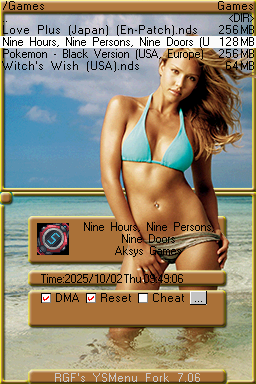 /Games Games
.. <DIR>
Love Plus (Japan) (En-Patch).nds 256MB
Nine Hours, Nine Persons, Nine Doors (U 128MB
Pokemon - Black Version (USA, Europe) 256MB
Witch's Wish (USA).nds 64MB
Nine Hours, Nine Persons,
Nine Doors
Aksys Games
Time:2025/10/02Thu09:49:06
DMA Reset Cheat ...
RGF's YSMenu Fork 7.06